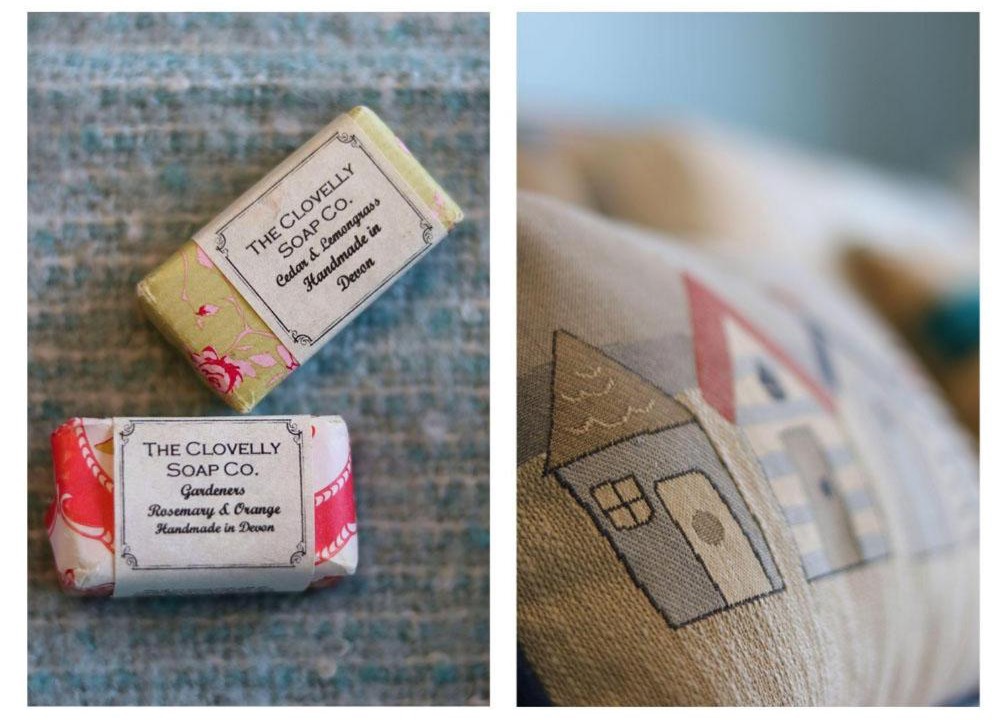 THE CLOVELLY
SOAP CO.
Cedar & Lemongrass
Handmade in
Devon
THE CLOVELLY
SOAP CO.
Gardeners
Rosemary & Orange
Handmade in Devon